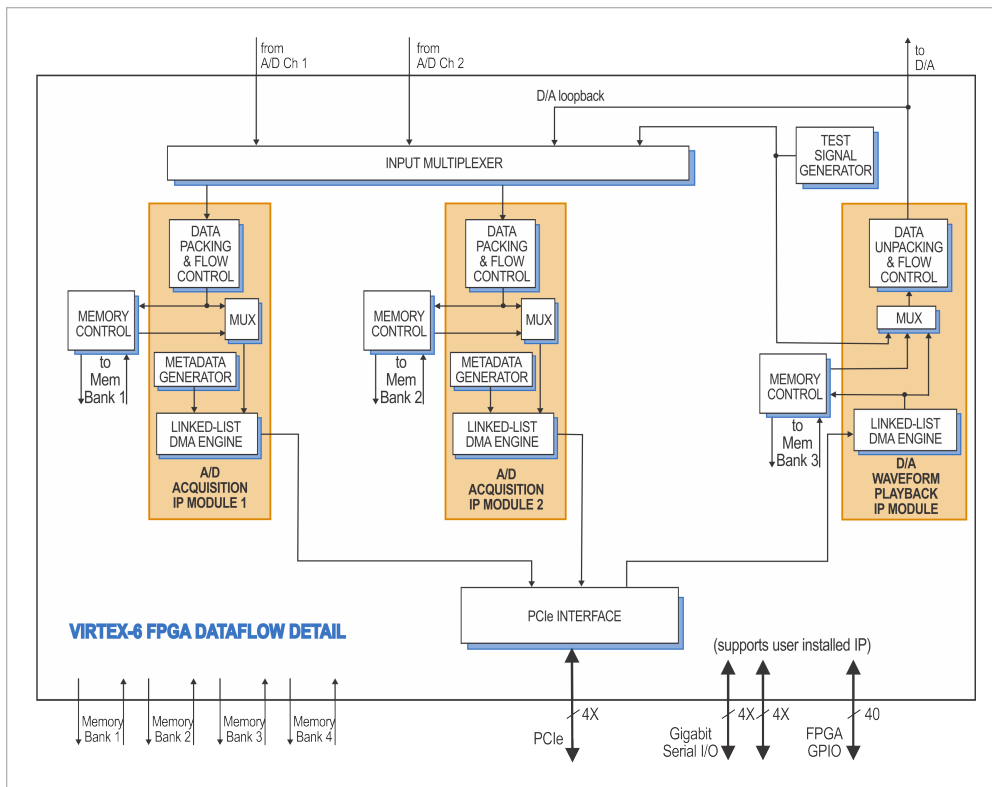 from
A/D Ch 1
from
A/D Ch 2
to
D/A
D/A loopback
INPUT MULTIPLEXER
TEST
SIGNAL
GENERATOR
DATA
PACKING
& FLOW
CONTROL
MEMORY
CONTROL
MUX
to
Mem
Bank 1
METADATA
GENERATOR
LINKED-LIST
DMA ENGINE
A/D
ACQUISITION
IP MODULE 1
DATA
PACKING
& FLOW
CONTROL
MEMORY
CONTROL
MUX
to
Mem
Bank 2
METADATA
GENERATOR
LINKED-LIST
DMA ENGINE
A/D
ACQUISITION
IP MODULE 2
DATA
UNPACKING
& FLOW
CONTROL
MUX
MEMORY
CONTROL
to
Mem
Bank 3
LINKED-LIST
DMA ENGINE
D/A
WAVEFORM
PLAYBACK
IP MODULE
PCIe INTERFACE
VIRTEX-6 FPGA DATAFLOW DETAIL
(supports user installed IP)
Memory
Bank 1
Memory
Bank 2
Memory
Bank 3
Memory
Bank 4
4X
PCIe
4X
4X
Gigabit
Serial I/O
40
FPGA
GPIO